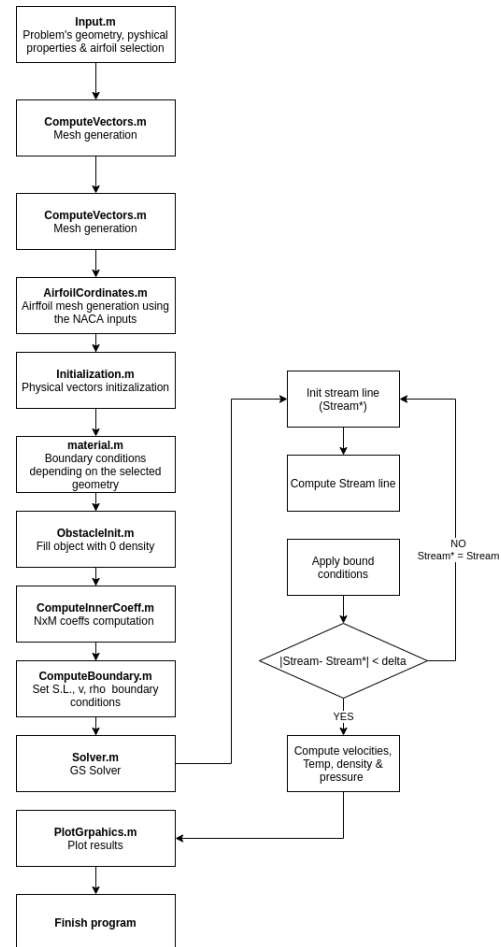 Input.m
Problem's geometry, pyshical
properties & airfoil selection
ComputeVectors.m
Mesh generation
ComputeVectors.m
Mesh generation
AirfoilCordinates.m
Airffoil mesh generation using
the NACA inputs
Initialization.m
Physical vectors initizalization
material.m
Boundary conditions
depending on the selected
geometry
ObstacleInit.m
Fill object with 0 density
ComputeInnerCoeff.m
NxM coeffs computation
ComputeBoundary.m
Set S.L., v, rho boundary
conditions
Solver.m
GS Solver
Init stream line
(Stream*)
Compute Stream line
Apply bound
conditions
|Stream- Stream*| < delta
NO
Stream* = Stream
YES
Compute velocities,
Temp, density &
pressure
PlotGrpahics.m
Plot results
Finish program